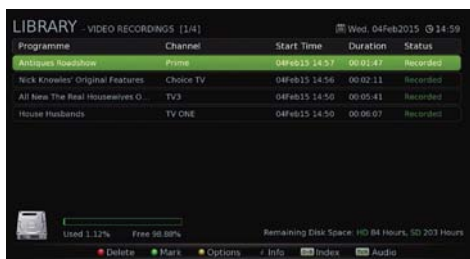 LIBRARY - VIDEO RECORDINGS [1/4] Wed. 04Feb2015 14:59
Programme Channel Start Time Duration Status
Antiques Roadshow Prime 04Feb15 14:57 00:01:47 Recorded
Nick Knowles' Original Features Choice TV 04Feb15 14:56 00:02:11 Recorded
All New The Real Housewives O... TV3 04Feb15 14:50 00:05:41 Recorded
House Husbands TV ONE 04Feb15 14:50 00:06:07 Recorded
Used 1.12% Free 98.88% Remaining Disk Space: HD 84 Hours, SD 203 Hours
Delete Mark Options i Info Index Audio